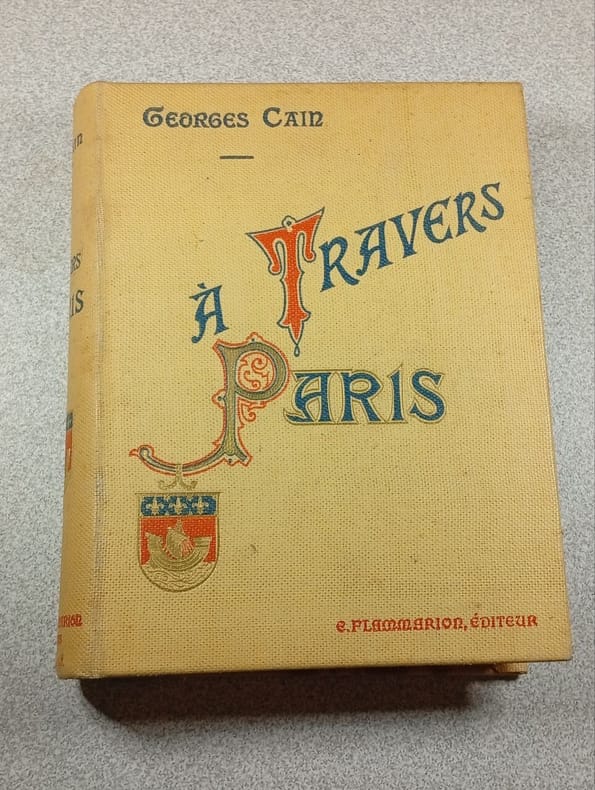 Georges Cain
À Travers
Paris
E. Flammarion, Éditeur